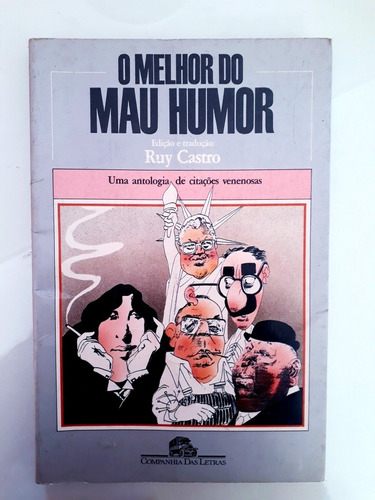 O MELHOR DO
MAU HUMOR
Edição e tradução:
Ruy Castro
Uma antologia de citações venenosas
COMPANHIA DAS LETRAS